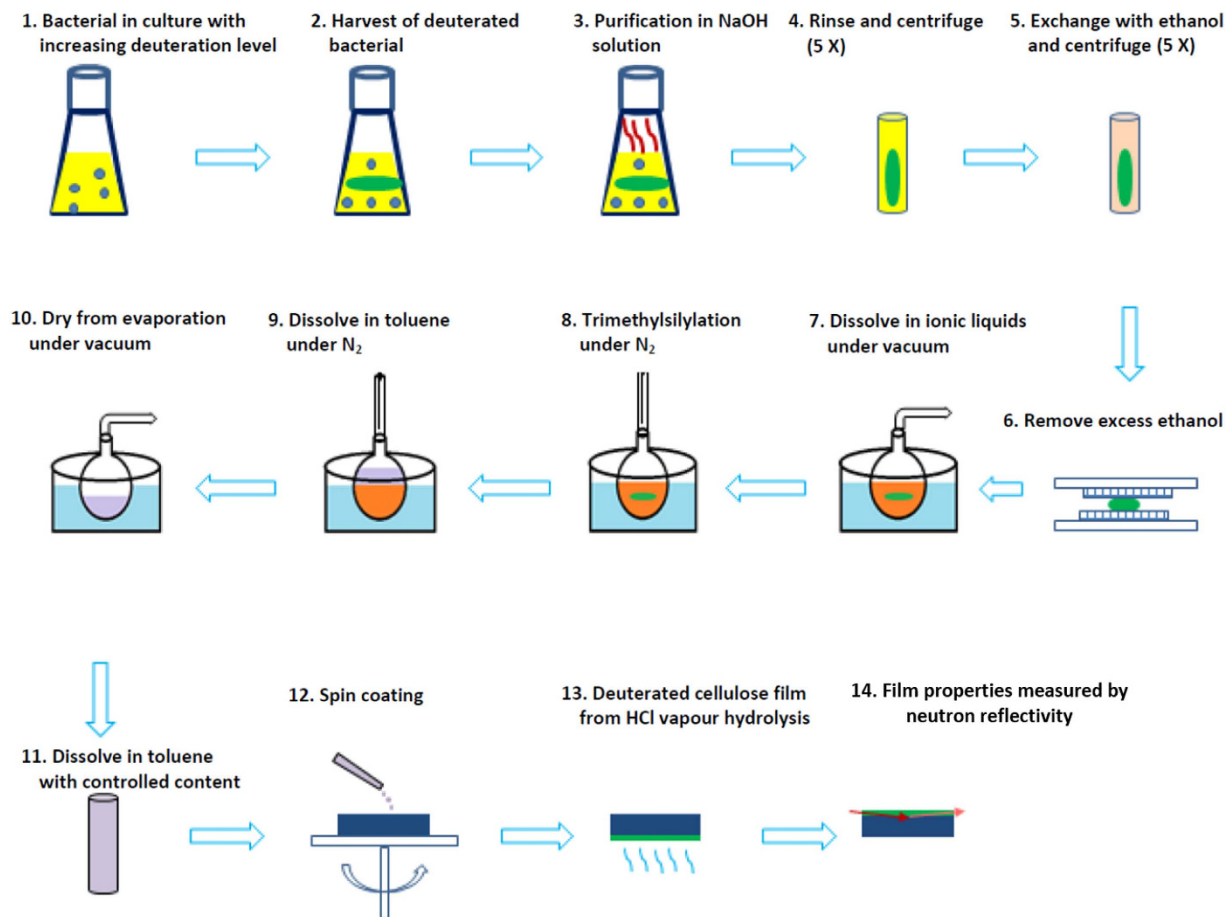 1. Bacterial in culture with
increasing deuteration level
2. Harvest of deuterated
bacterial
3. Purification in NaOH
solution
4. Rinse and centrifuge
(5 X)
5. Exchange with ethanol
and centrifuge (5 X)
10. Dry from evaporation
under vacuum
9. Dissolve in toluene
under N₂
8. Trimethylsilylation
under N₂
7. Dissolve in ionic liquids
under vacuum
6. Remove excess ethanol
11. Dissolve in toluene
with controlled content
12. Spin coating
13. Deuterated cellulose film
from HCl vapour hydrolysis
14. Film properties measured by
neutron reflectivity